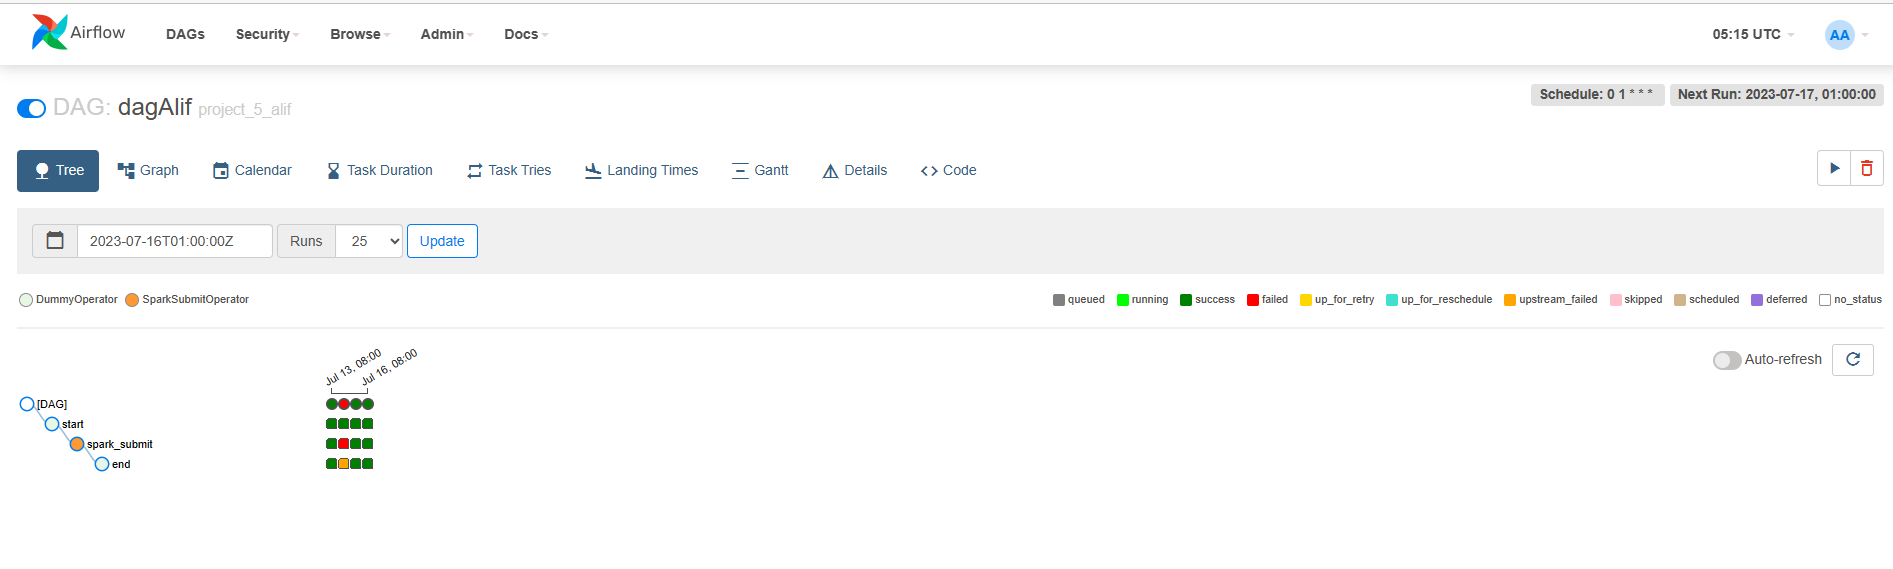 Airflow DAGs Security Browse Admin Docs 05:15 UTC AA
DAG: dagAlif project_5_alif Schedule: 0 1 * * * Next Run: 2023-07-17, 01:00:00
Tree Graph Calendar Task Duration Task Tries Landing Times Gantt Details Code
2023-07-16T01:00:00Z Runs 25 Update
DummyOperator SparkSubmitOperator queued running success failed up_for_retry up_for_reschedule upstream_failed skipped scheduled deferred no_status
Jul 13, 08:00 Jul 16, 08:00 Auto-refresh
[DAG]
start
spark_submit
end